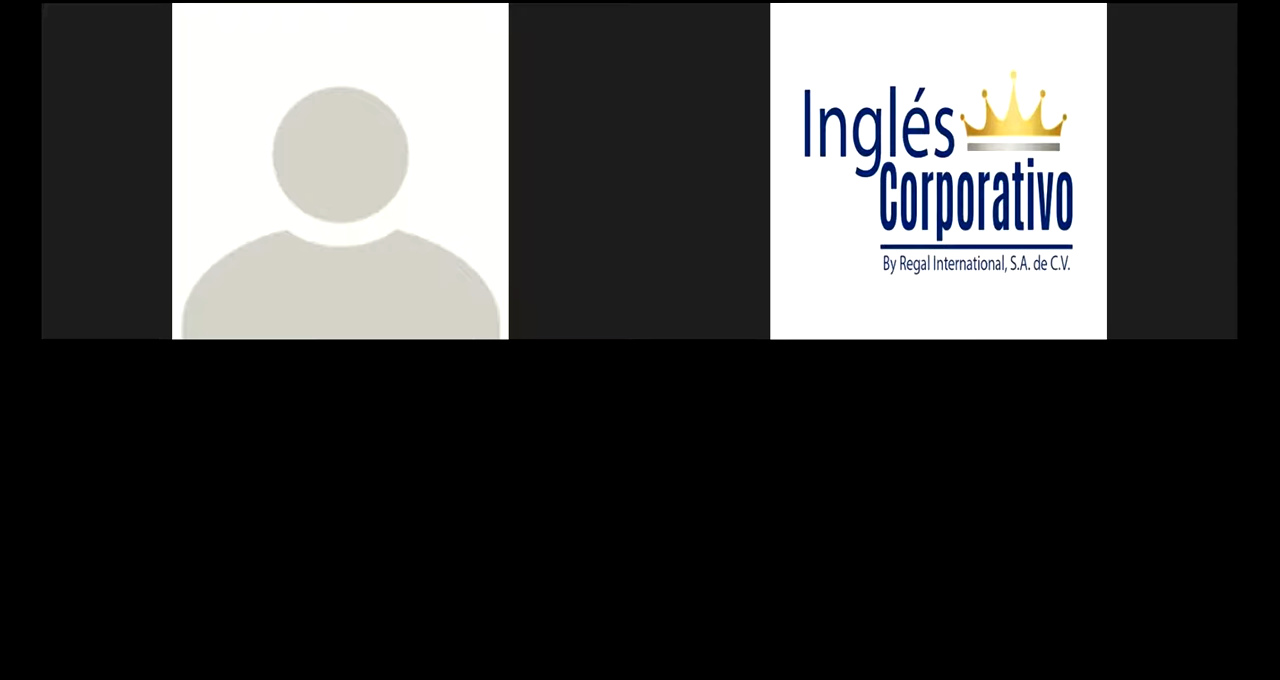 Inglés
Corporativo
By Regal International, S.A. de C.V.